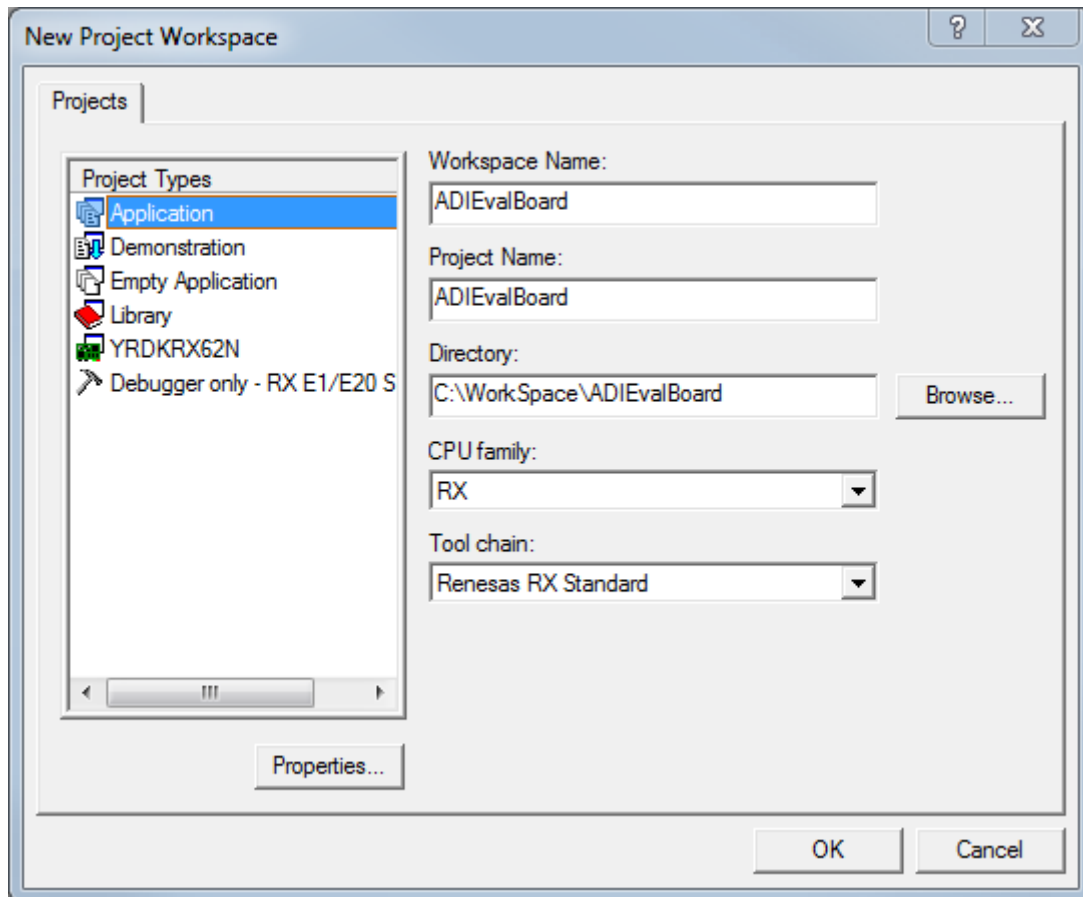 New Project Workspace
Projects
Project Types
Application
Demonstration
Empty Application
Library
YRDKRX62N
Debugger only - RX E1/E20 S
Properties...
Workspace Name:
ADIEvalBoard
Project Name:
ADIEvalBoard
Directory:
C:\WorkSpace\ADIEvalBoard
Browse...
CPU family:
RX
Tool chain:
Renesas RX Standard
OK
Cancel